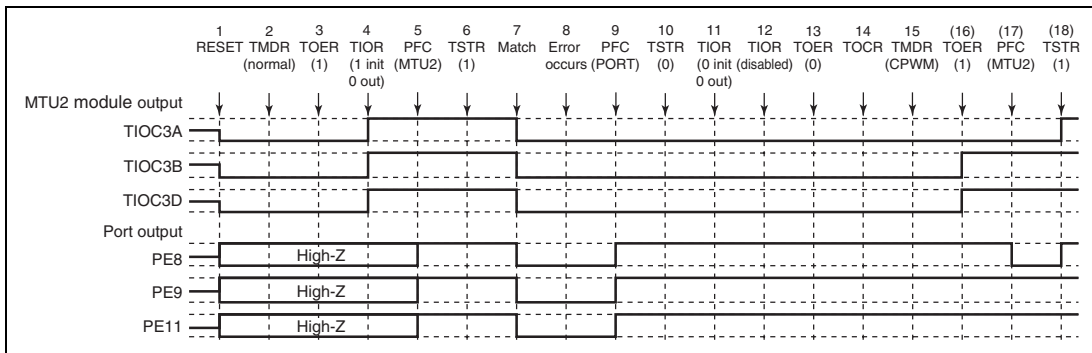 1 2 3 4 5 6 7 8 9 10 11 12 13 14 15 (16) (17) (18)
RESET TMDR TOER TIOR PFC TSTR Match Error PFC TSTR TIOR TIOR TOER TOCR TMDR TOER PFC TSTR
(normal) (1) (1 init (MTU2) (1) occurs (PORT) (0) (0 init (disabled) (0) (CPWM) (1) (MTU2) (1)
0 out) 0 out)
MTU2 module output
TIOC3A
TIOC3B
TIOC3D
Port output
PE8 High-Z
PE9 High-Z
PE11 High-Z